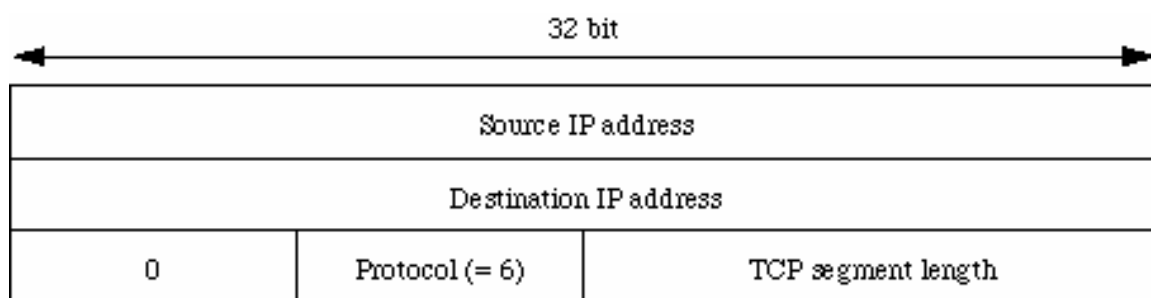 32 bit
Source IP address
Destination IP address
0 Protocol (= 6) TCP segment length